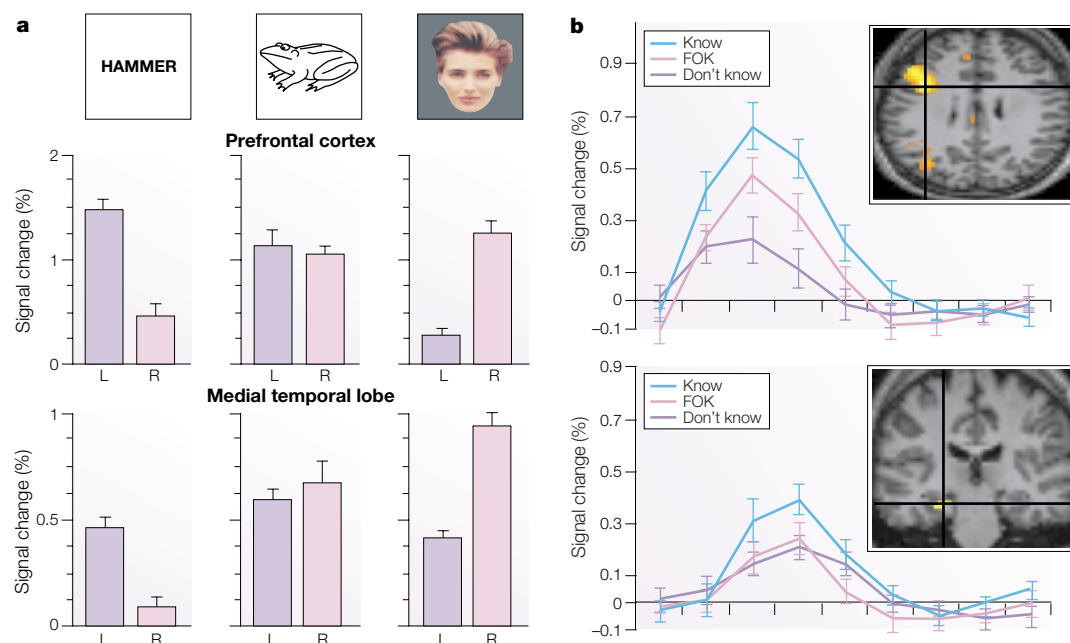 a
HAMMER
Prefrontal cortex
Signal change (%)
2
1
0
L R
L R
L R
Medial temporal lobe
Signal change (%)
1
0.5
0
L R
L R
L R
b
Know
FOK
Don't know
Signal change (%)
0.9
0.7
0.5
0.3
0.1
0
–0.1
Know
FOK
Don't know
Signal change (%)
0.9
0.7
0.5
0.3
0.1
0
–0.1